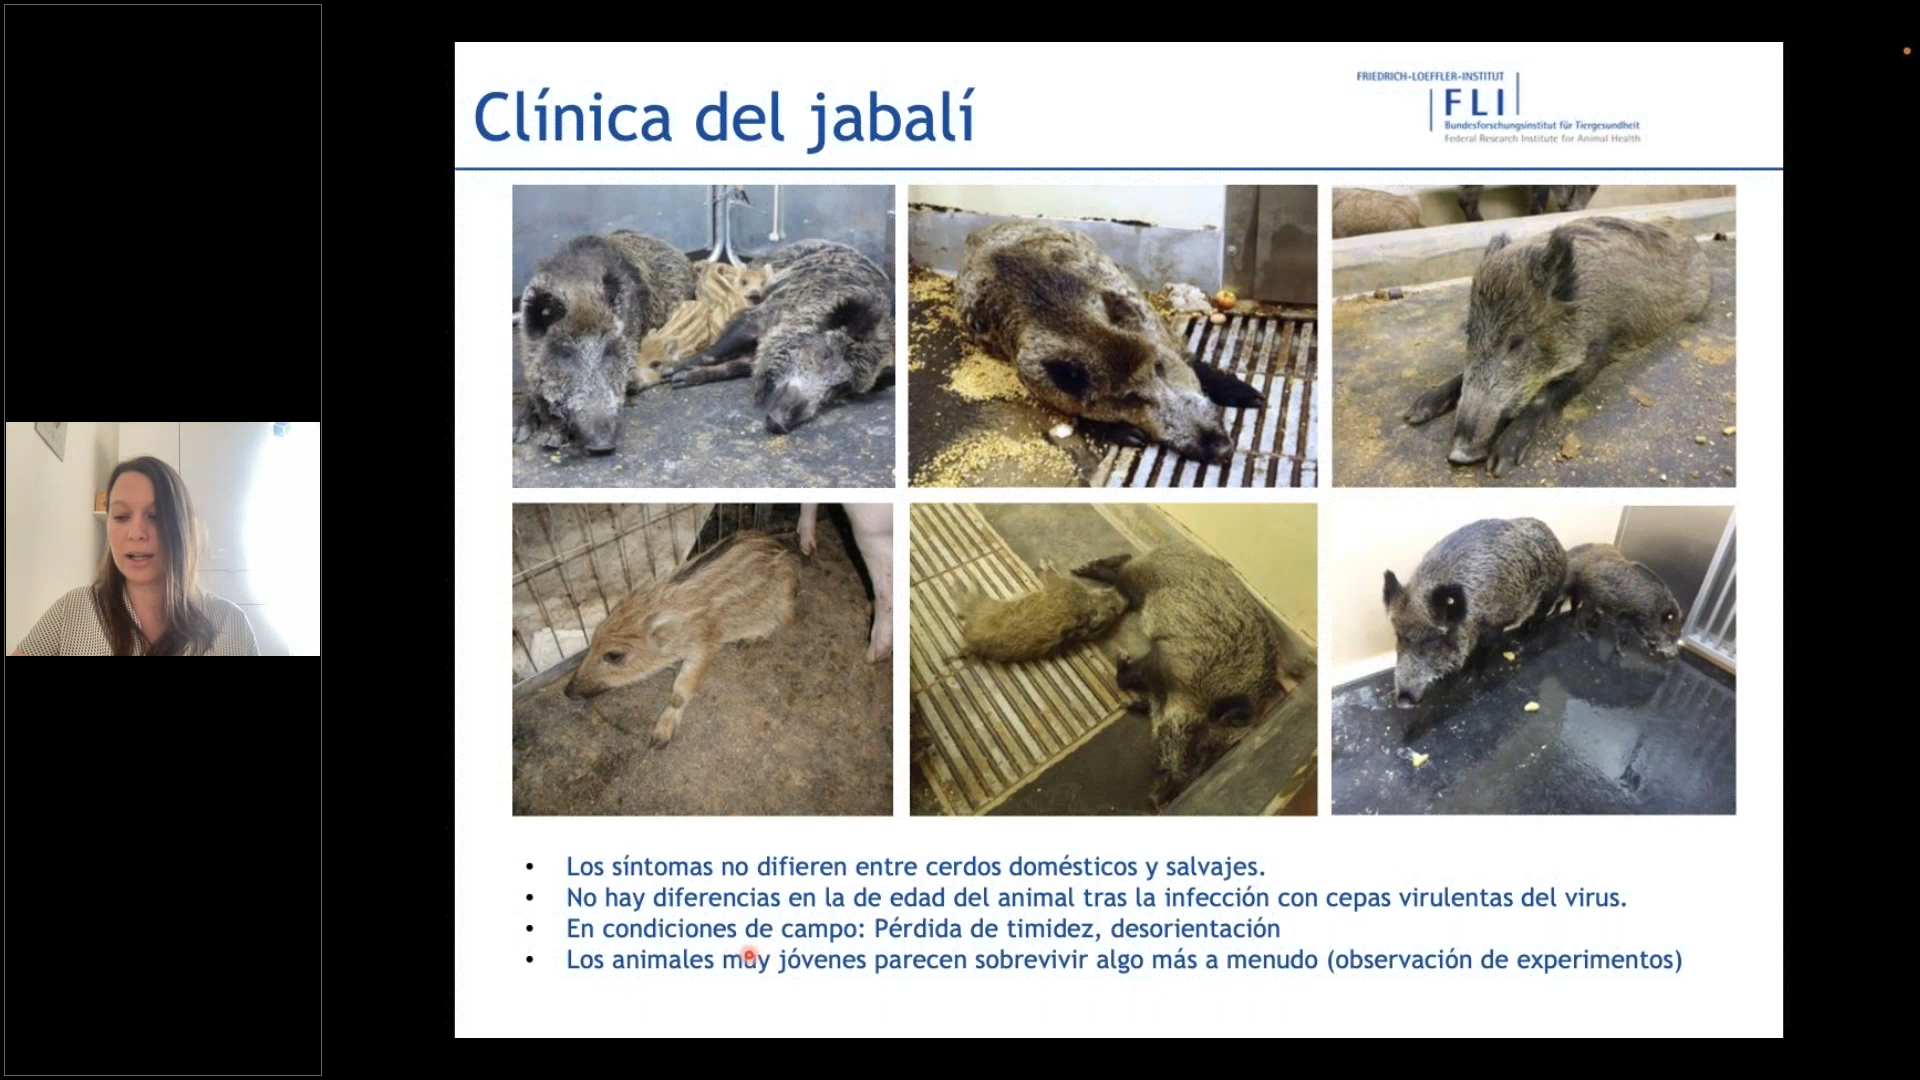 Clínica del jabalí
FRIEDRICH-LOEFFLER-INSTITUT
FLI
Bundesforschungsinstitut für Tiergesundheit
Federal Research Institute for Animal Health
• Los síntomas no difieren entre cerdos domésticos y salvajes.
• No hay diferencias en la de edad del animal tras la infección con cepas virulentas del virus.
• En condiciones de campo: Pérdida de timidez, desorientación
• Los animales muy jóvenes parecen sobrevivir algo más a menudo (observación de experimentos)